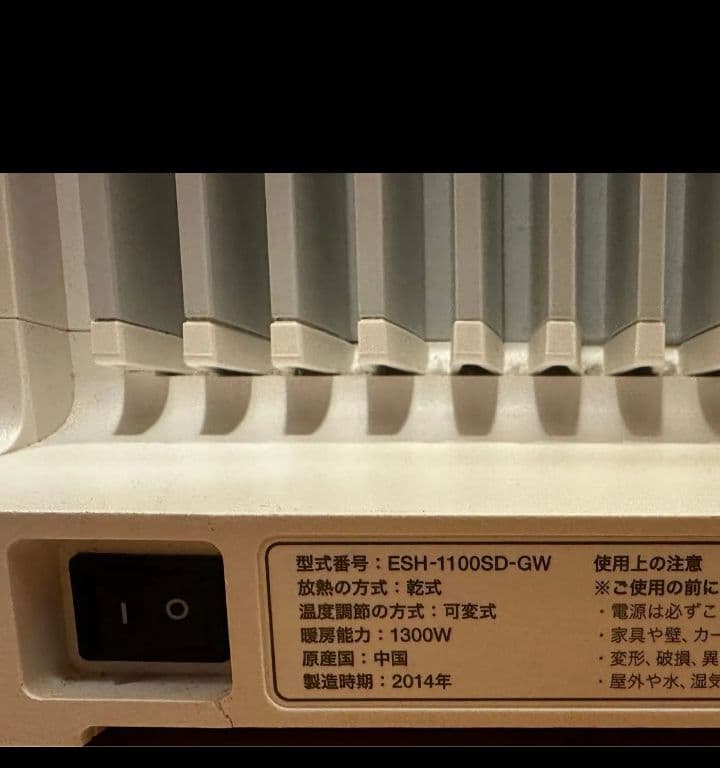 型式番号：ESH-1100SD-GW
放熱の方式：乾式
温度調節の方式：可変式
暖房能力：1300W
原産国：中国
製造時期：2014年
使用上の注意
※ご使用の前に
・電源は必ずこ
・家具や壁、カー
・変形、破損、異
・屋外や水、湿気
I O